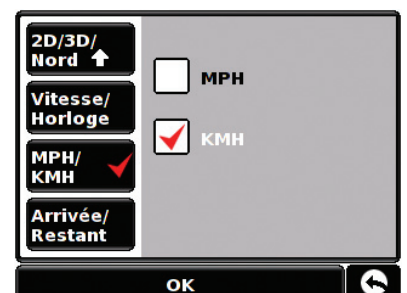 2D/3D/
Nord
Vitesse/
Horloge
MPH/
KMH
Arrivée/
Restant
MPH
KMH
OK